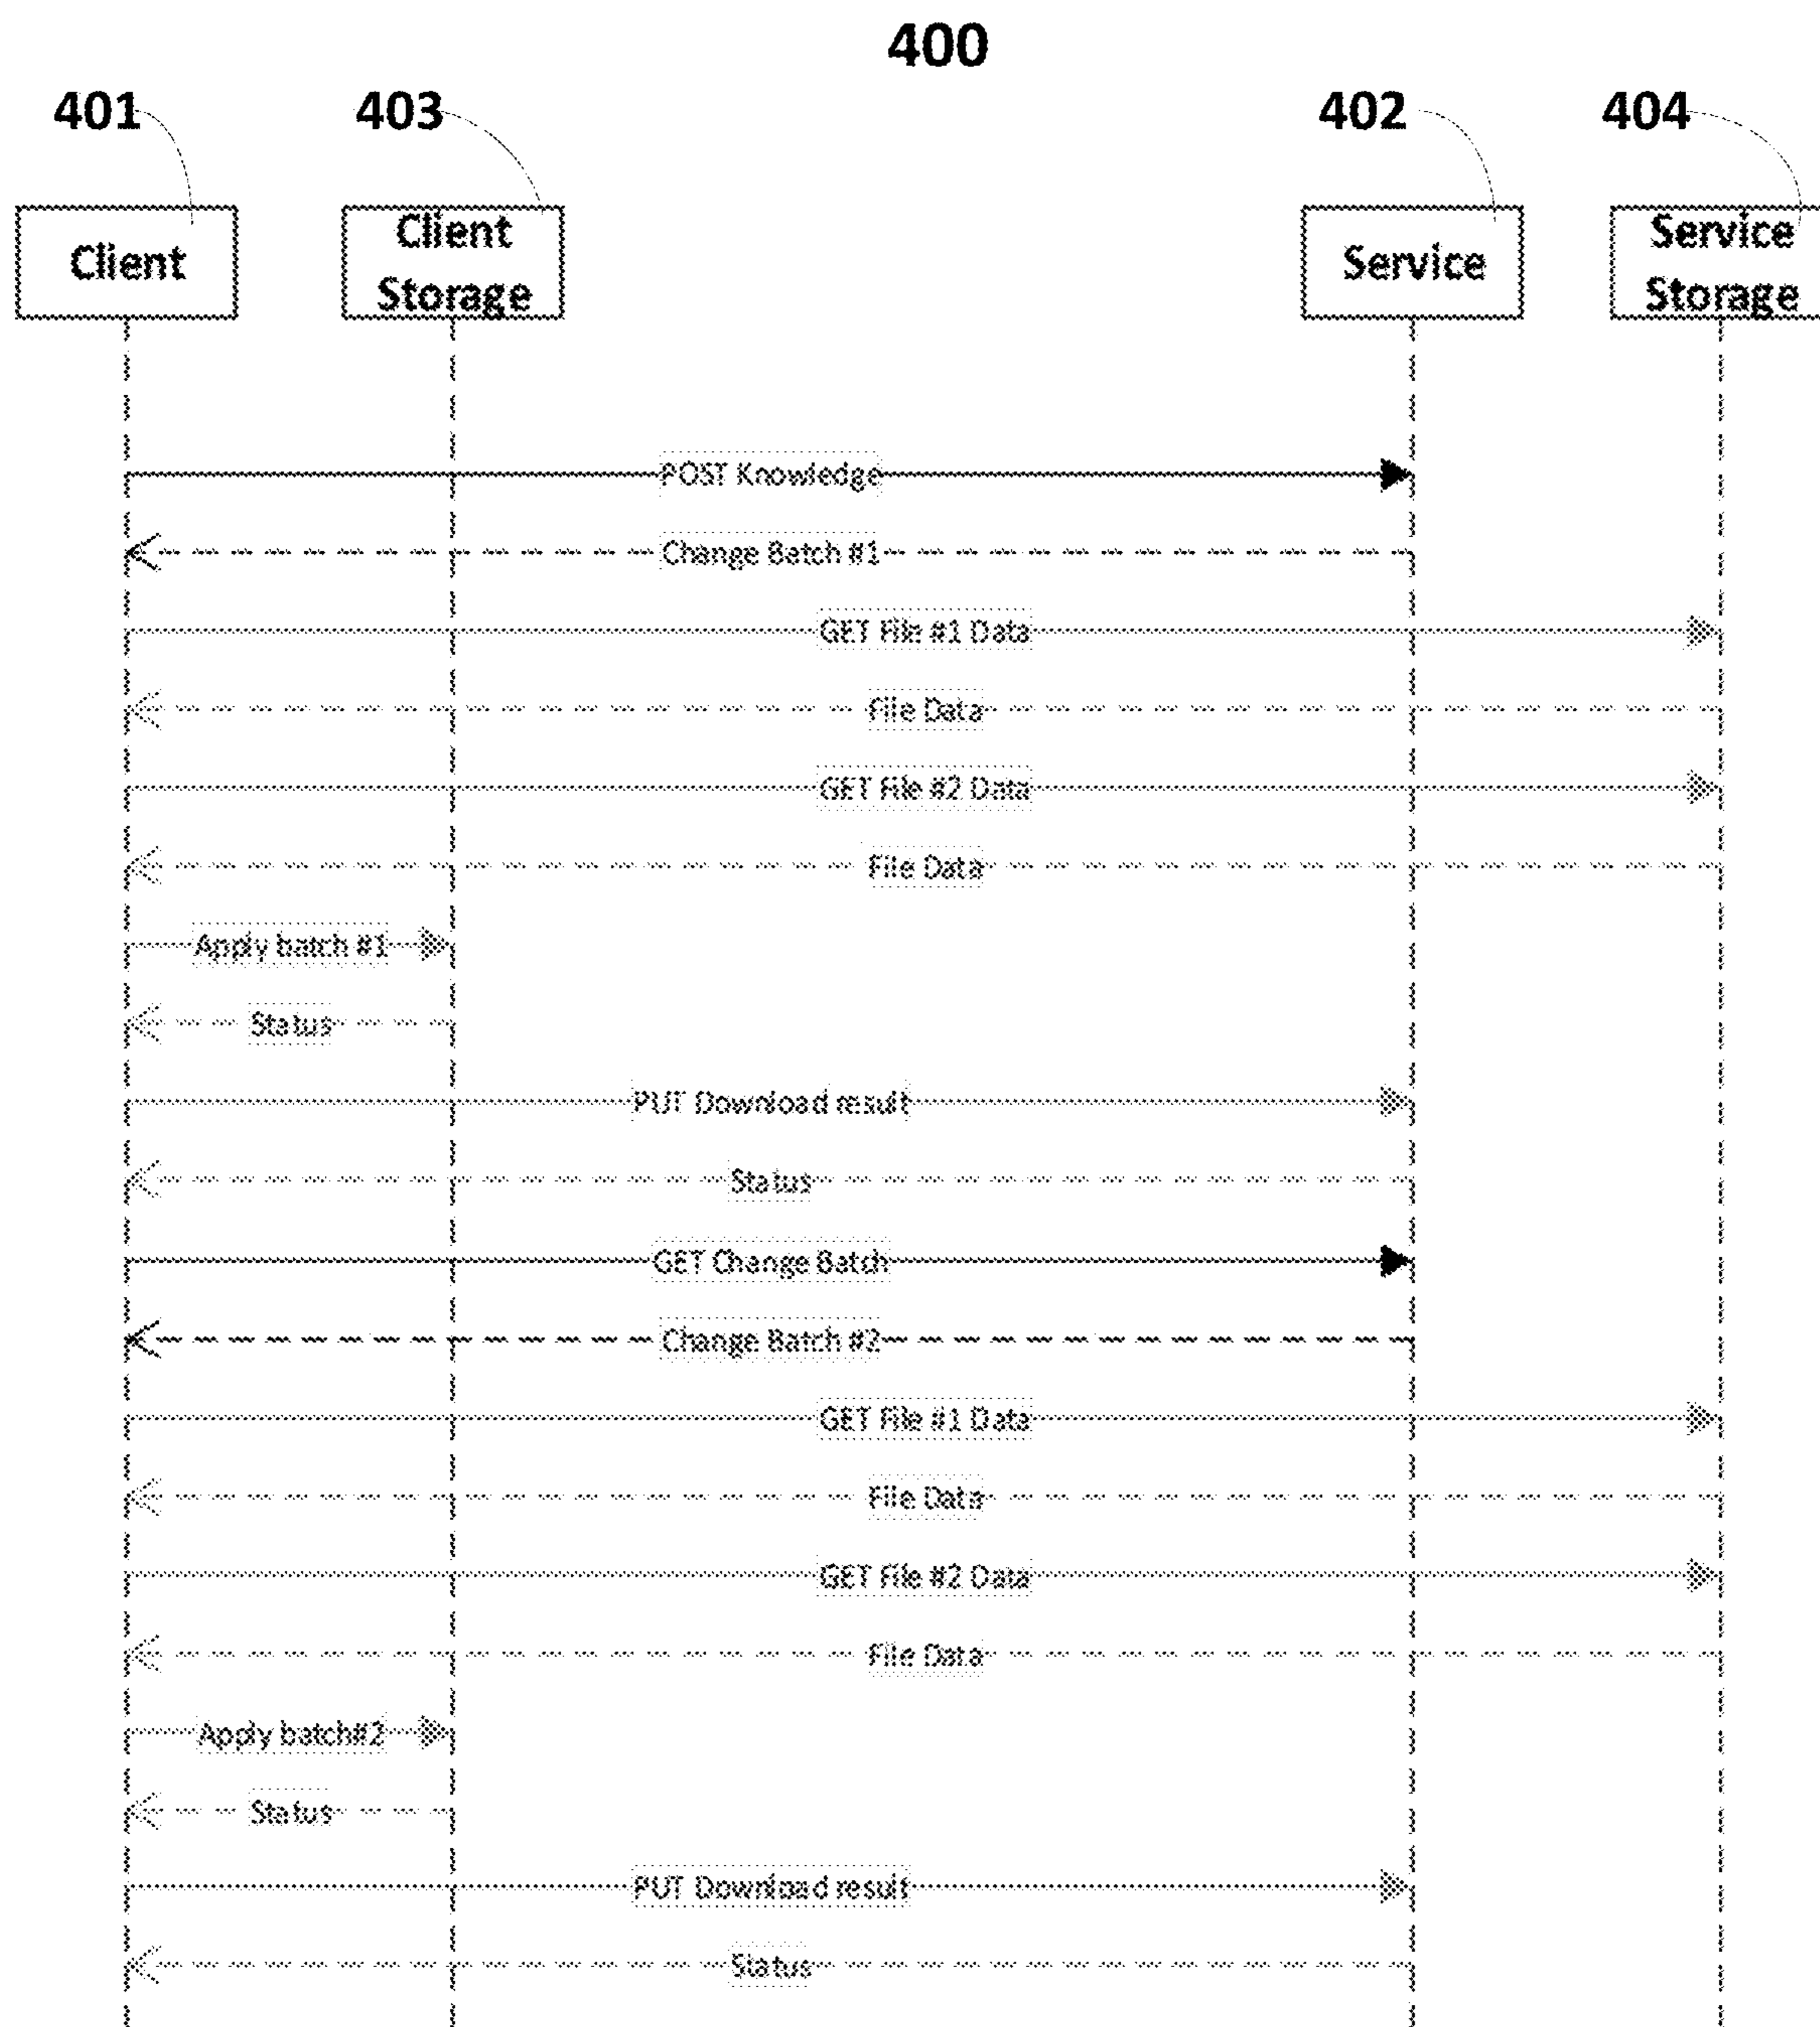 400
401
403
402
404
Client
Client
Storage
Service
Service
Storage
POST Knowledge
Change Batch #1
GET File #1 Data
File Data
GET File #2 Data
File Data
Apply batch #1
Status
PUT Download result
Status
GET Change Batch
Change Batch #2
GET File #1 Data
File Data
GET File #2 Data
File Data
Apply batch#2
Status
PUT Download result
Status